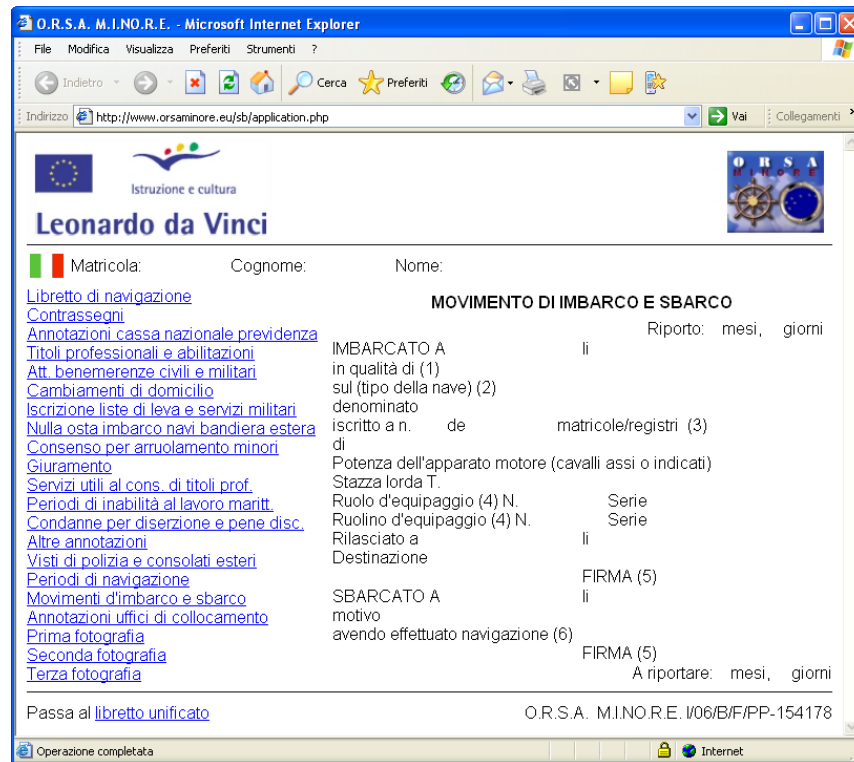 O.R.S.A. M.I.NO.R.E. - Microsoft Internet Explorer
File Modifica Visualizza Preferiti Strumenti ?
Indietro Cerca Preferiti
Indirizzo http://www.orsaminore.eu/sb/application.php Vai Collegamenti »
Istruzione e cultura
Leonardo da Vinci
O R S A
MINORE
Matricola: Cognome: Nome:
Libretto di navigazione
Contrassegni
Annotazioni cassa nazionale previdenza
Titoli professionali e abilitazioni
Att. benemerenze civili e militari
Cambiamenti di domicilio
Iscrizione liste di leva e servizi militari
Nulla osta imbarco navi bandiera estera
Consenso per arruolamento minori
Giuramento
Servizi utili al cons. di titoli prof.
Periodi di inabilità al lavoro maritt.
Condanne per diserzione e pene disc.
Altre annotazioni
Visti di polizia e consolati esteri
Periodi di navigazione
Movimenti d'imbarco e sbarco
Annotazioni uffici di collocamento
Prima fotografia
Seconda fotografia
Terza fotografia
MOVIMENTO DI IMBARCO E SBARCO
Riporto: mesi, giorni
IMBARCATO A li
in qualità di (1)
sul (tipo della nave) (2)
denominato
iscritto a n. de matricole/registri (3)
di
Potenza dell'apparato motore (cavalli assi o indicati)
Stazza lorda T.
Ruolo d'equipaggio (4) N. Serie
Ruolino d'equipaggio (4) N. Serie
Rilasciato a li
Destinazione
FIRMA (5)
SBARCATO A li
motivo
avendo effettuato navigazione (6)
FIRMA (5)
A riportare: mesi, giorni
Passa al libretto unificato O.R.S.A. M.I.NO.R.E. I/06/B/F/PP-154178
Operazione completata Internet